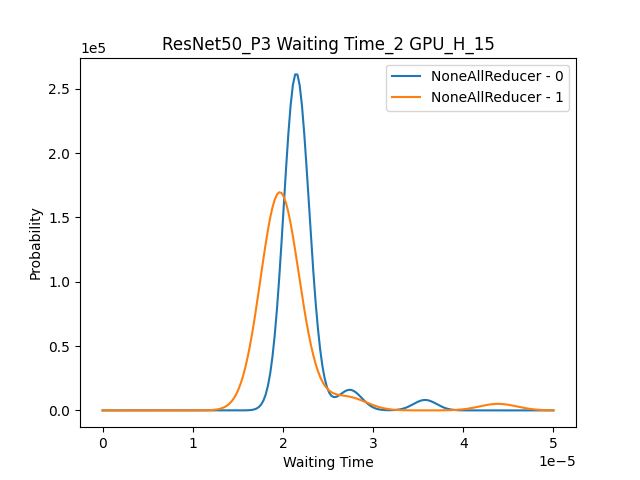 ResNet50_P3 Waiting Time_2 GPU_H_15
1e5
NoneAllReducer - 0
NoneAllReducer - 1
2.5
2.0
1.5
1.0
0.5
0.0
Probability
0 1 2 3 4 5
1e−5
Waiting Time